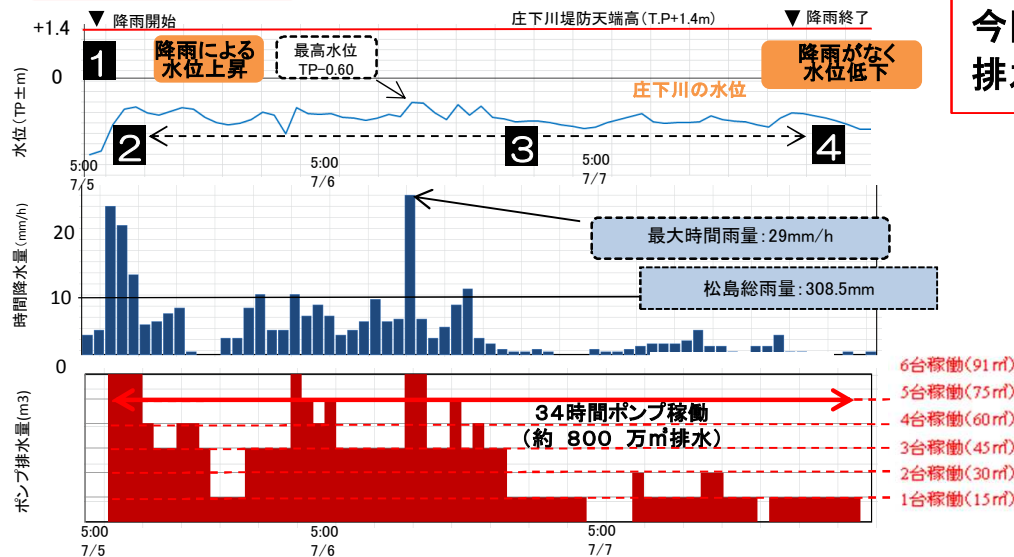 降雨開始
庄下川堤防天端高(T.P+1.4m)
降雨終了
+1.4
1
降雨による
水位上昇
最高水位
TP-0.60
降雨がなく
水位低下
0
庄下川の水位
水位(TP±m)
2
3
4
5:00
7/5
5:00
7/6
5:00
7/7
今
排
20
10
0
時間降水量(mm/h)
最大時間雨量:29mm/h
松島総雨量:308.5mm
ポンプ排水量(m3)
34時間ポンプ稼働
(約 800 万㎥排水)
6台稼働(91㎥)
5台稼働(75㎥)
4台稼働(60㎥)
3台稼働(45㎥)
2台稼働(30㎥)
1台稼働(15㎥)
5:00
7/5
5:00
7/6
5:00
7/7